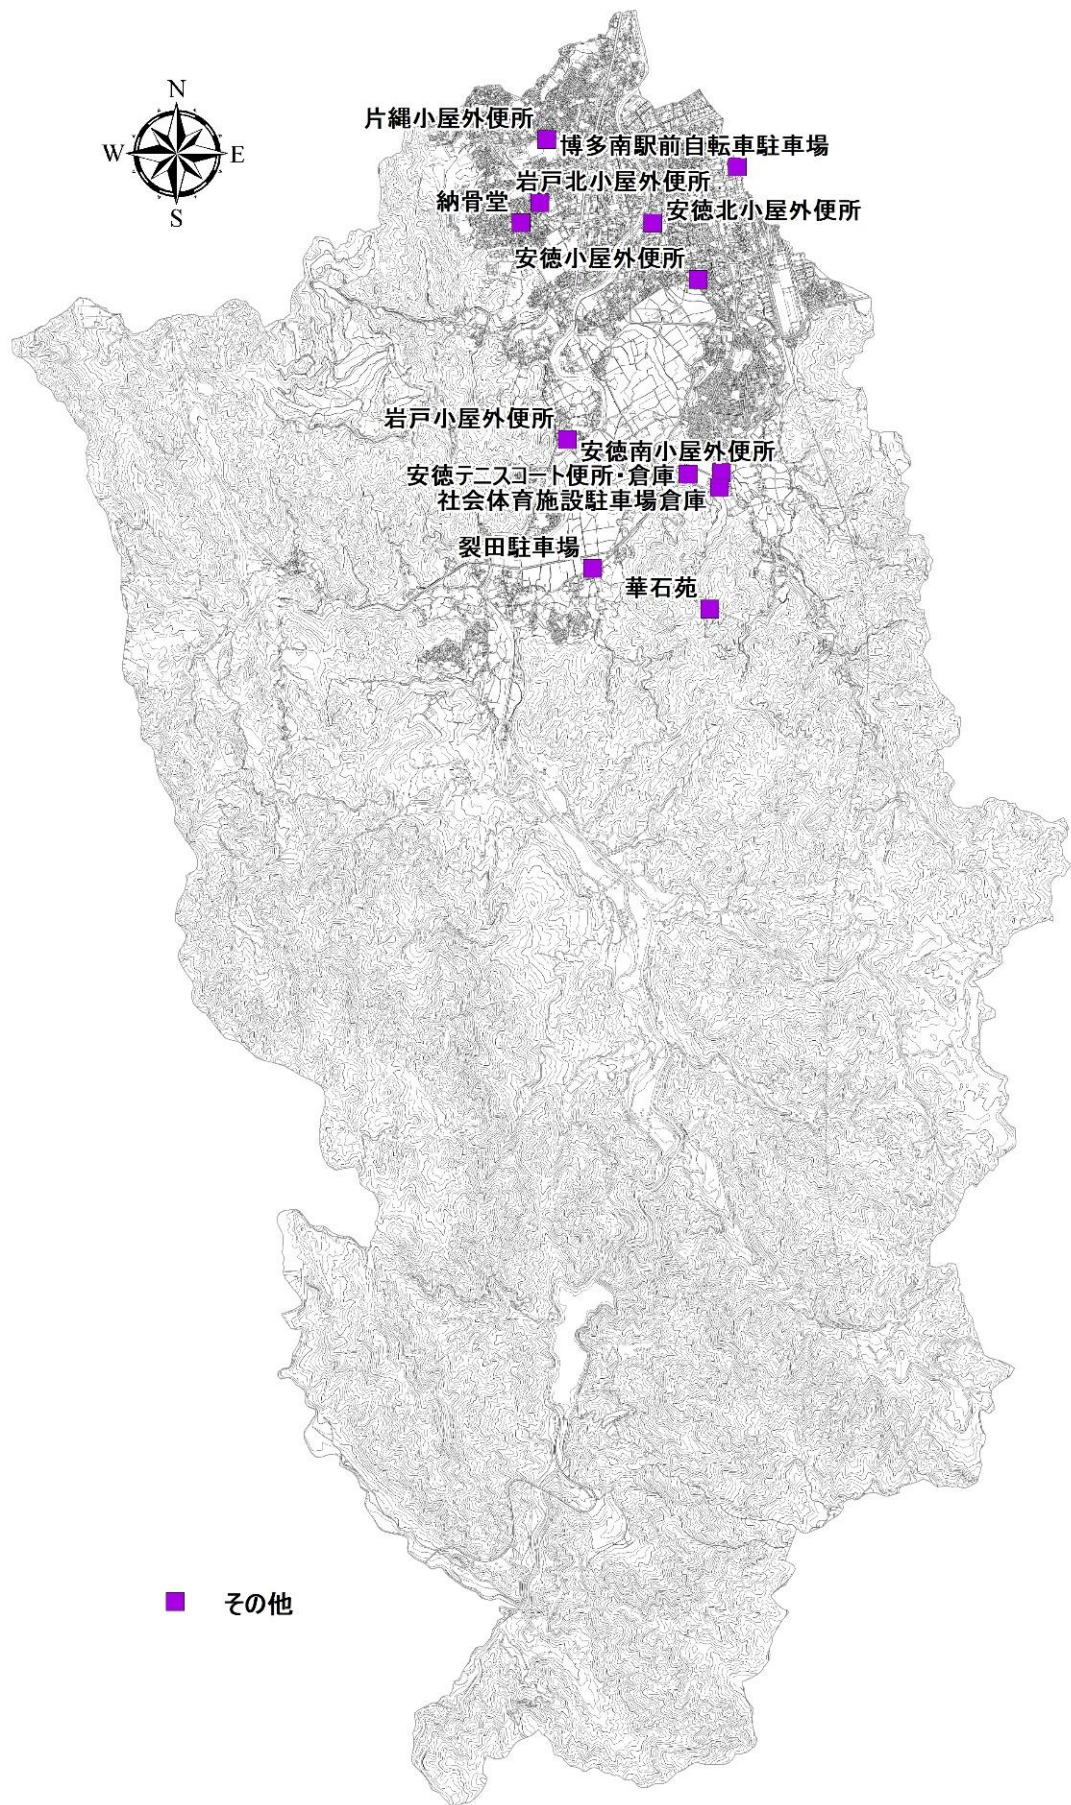 N
W
E
S
片縄小屋外便所
博多南駅前自転車駐車場
岩戸北小屋外便所
納骨堂
安徳北小屋外便所
安徳小屋外便所
岩戸小屋外便所
安徳南小屋外便所
安徳テニスコート便所・倉庫
社会体育施設駐車場倉庫
裂田駐車場
華石苑
その他